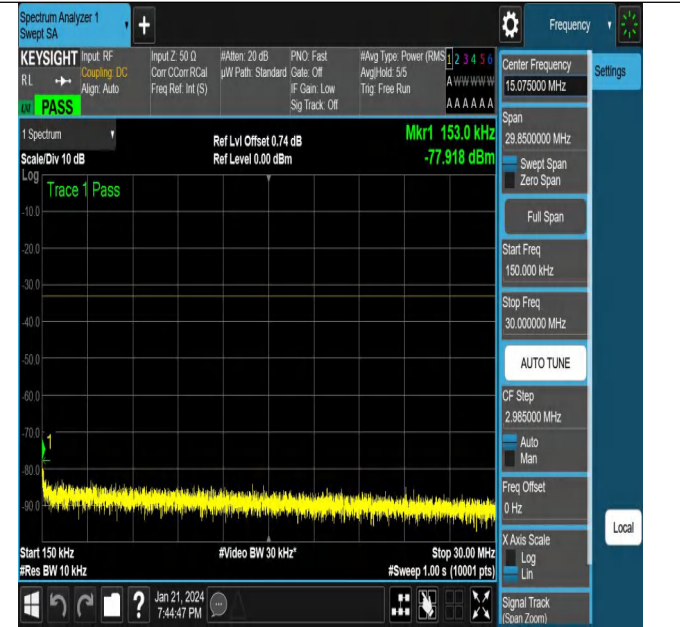 Spectrum Analyzer 1
Swept SA
+
Frequency
KEYSIGHT
Input: RF
Coupling: DC
Align: Auto
Input Z: 50 Ω
Corr CCorr RCal
Freq Ref: Int (S)
#Atten: 20 dB
µW Path: Standard
PNO: Fast
Gate: Off
IF Gain: Low
Sig Track: Off
#Avg Type: Power (RMS
Avg|Hold: 5/5
Trig: Free Run
1 2 3 4 5 6
A W W W W W
A A A A A A
RL
PASS
Center Frequency
15.075000 MHz
Settings
Span
29.8500000 MHz
Swept Span
Zero Span
Full Span
Start Freq
150.000 kHz
Stop Freq
30.000000 MHz
AUTO TUNE
CF Step
2.985000 MHz
Auto
Man
Freq Offset
0 Hz
X Axis Scale
Log
Lin
Local
Signal Track
(Span Zoom)
1 Spectrum
Scale/Div 10 dB
Ref Lvl Offset 0.74 dB
Ref Level 0.00 dBm
Mkr1 153.0 kHz
-77.918 dBm
Log
Trace 1 Pass
-10.0
-20.0
-30.0
-40.0
-50.0
-60.0
-70.0
1
-80.0
-90.0
Start 150 kHz
#Video BW 30 kHz*
Stop 30.00 MHz
#Res BW 10 kHz
#Sweep 1.00 s (10001 pts)
?
Jan 21, 2024
7:44:47 PM